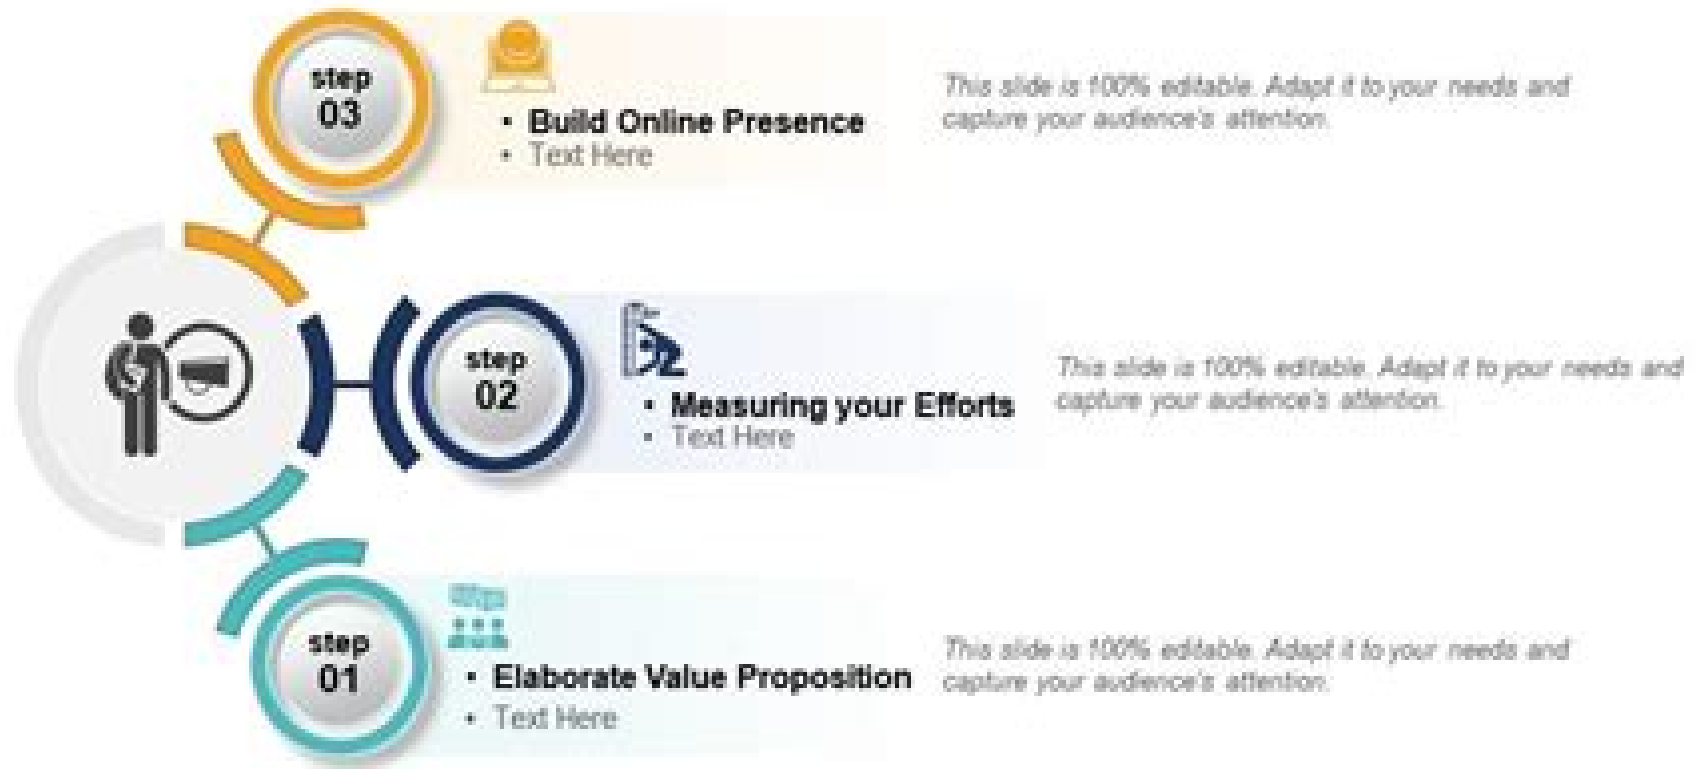 step
03
• Build Online Presence
• Text Here
This slide is 100% editable. Adapt it to your needs and
capture your audience's attention.
step
02
• Measuring your Efforts
• Text Here
This slide is 100% editable. Adapt it to your needs and
capture your audience's attention.
step
01
• Elaborate Value Proposition
• Text Here
This slide is 100% editable. Adapt it to your needs and
capture your audience's attention.